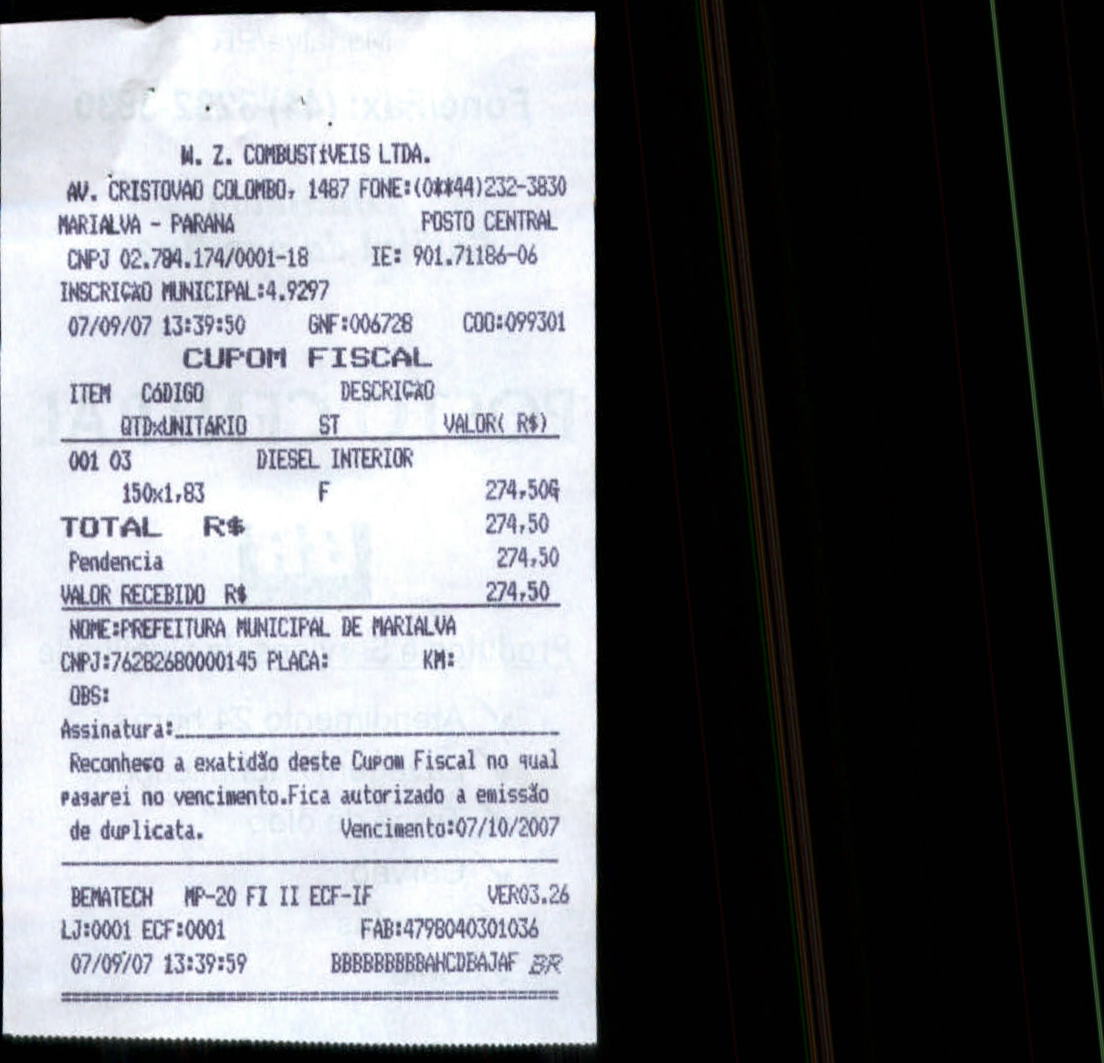 W. Z. COMBUSTíVEIS LTDA.
AV. CRISTOVAO COLOMBO, 1487 FONE:(0**44)232-3830
MARIALVA - PARANA POSTO CENTRAL
CNPJ 02.784.174/0001-18 IE: 901.71186-06
INSCRIÇÃO MUNICIPAL:4.9297
07/09/07 13:39:50 GNF:006728 COO:099301
CUPOM FISCAL
ITEM CóDIGO DESCRIÇÃO
QTDxUNITÁRIO ST VALOR( R$)
001 03 DIESEL INTERIOR
150x1,83 F 274,50G
TOTAL R$ 274,50
Pendencia 274,50
VALOR RECEBIDO R$ 274,50
NOME:PREFEITURA MUNICIPAL DE MARIALVA
CNPJ:76282680000145 PLACA: KM:
OBS:
Assinatura:
Reconheço a exatidão deste Cupom Fiscal no qual
pagarei no vencimento.Fica autorizado a emissão
de duplicata. Vencimento:07/10/2007
BEMATECH MP-20 FI II ECF-IF VER03.26
LJ:0001 ECF:0001 FAB:4798040301036
07/09/07 13:39:59 BBBBBBBBBAHCDBAJAF BR